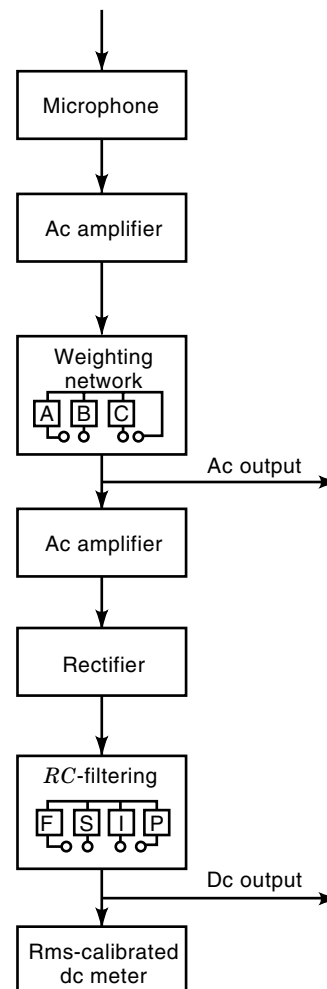 Microphone
Ac amplifier
Weighting
network
A B C
Ac output
Ac amplifier
Rectifier
RC-filtering
F S I P
Dc output
Rms-calibrated
dc meter